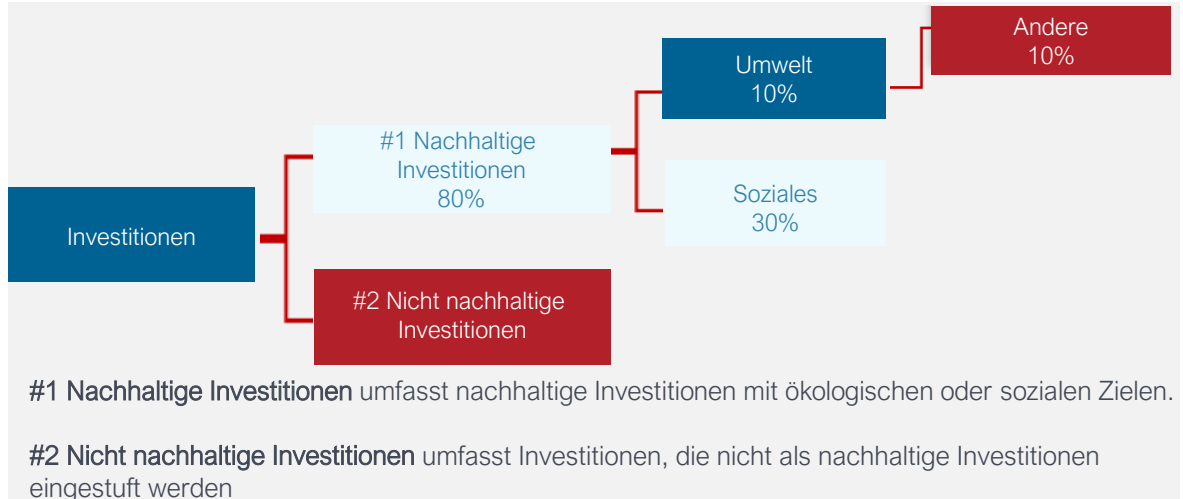 Andere
10%
Umwelt
10%
#1 Nachhaltige
Investitionen
80%
Soziales
30%
Investitionen
#2 Nicht nachhaltige
Investitionen
#1 Nachhaltige Investitionen umfasst nachhaltige Investitionen mit ökologischen oder sozialen Zielen.
#2 Nicht nachhaltige Investitionen umfasst Investitionen, die nicht als nachhaltige Investitionen
eingestuft werden